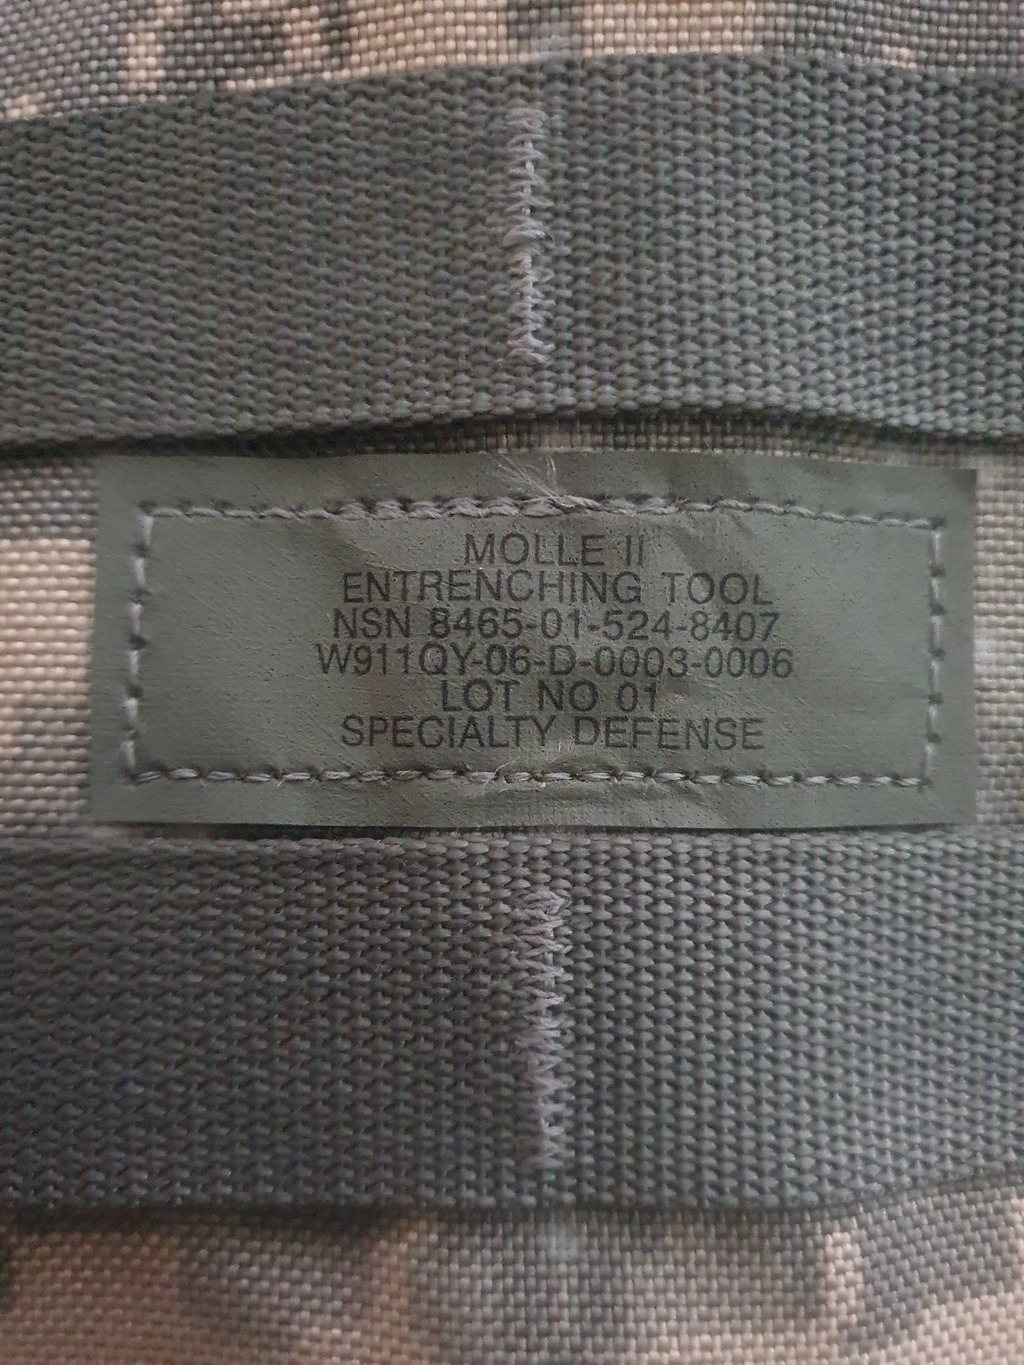 MOLLE II
ENTRENCHING TOOL
NSN 8465-01-524-8407
W911QY-06-D-0003-0006
LOT NO 01
SPECIALTY DEFENSE